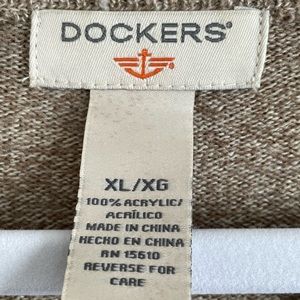 DOCKERS®
XL/XG
100% ACRYLIC/
ACRÍLICO
MADE IN CHINA
HECHO EN CHINA
RN 15610
REVERSE FOR
CARE